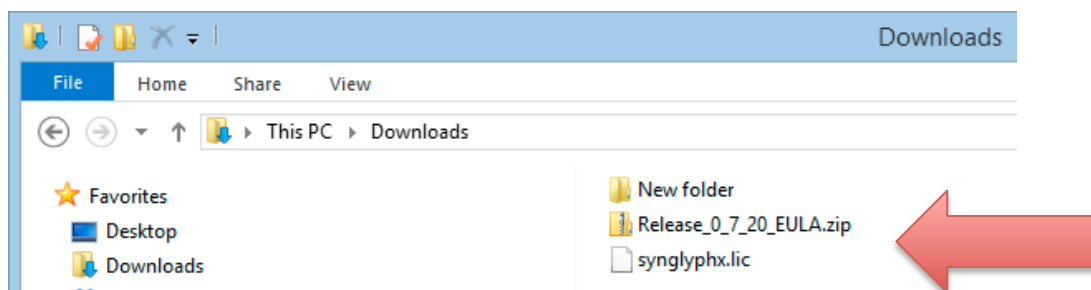 Downloads
File Home Share View
This PC Downloads
Favorites
Desktop
Downloads
New folder
Release_0_7_20_EULA.zip
synglyphx.lic